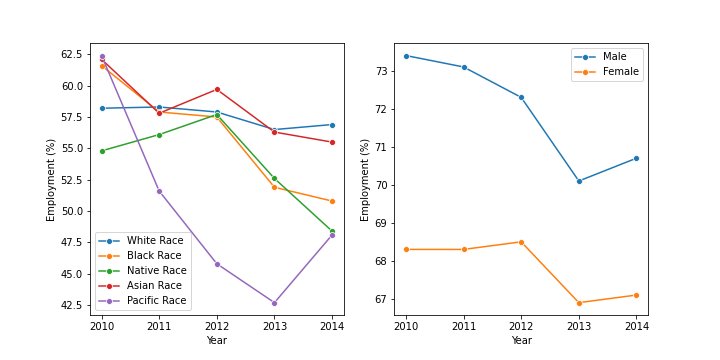 62.5
60.0
57.5
55.0
52.5
50.0
47.5
45.0
42.5
Employment (%)
White Race
Black Race
Native Race
Asian Race
Pacific Race
2010 2011 2012 2013 2014
Year
73
72
71
70
69
68
67
Employment (%)
Male
Female
2010 2011 2012 2013 2014
Year